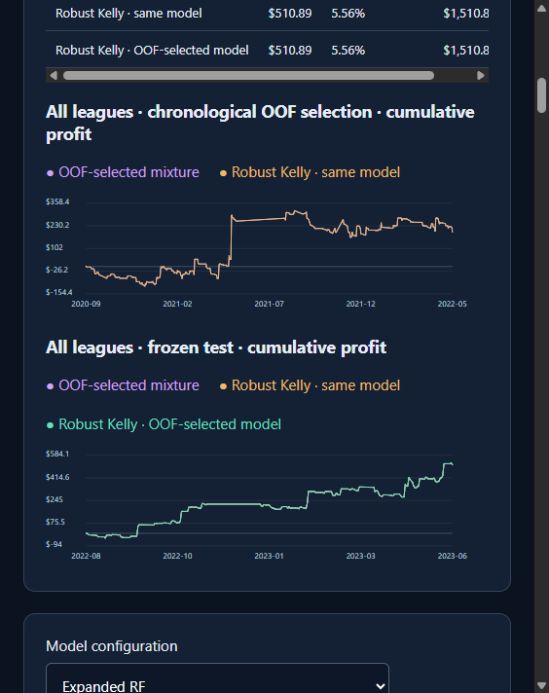 Robust Kelly · same model $510.89 5.56% $1,510.8
Robust Kelly · OOF-selected model $510.89 5.56% $1,510.8
All leagues · chronological OOF selection · cumulative
profit
● OOF-selected mixture ● Robust Kelly · same model
$358.4
$230.2
$102
$-26.2
$-154.4
2020-09 2021-02 2021-07 2021-12 2022-05
All leagues · frozen test · cumulative profit
● OOF-selected mixture ● Robust Kelly · same model
● Robust Kelly · OOF-selected model
$584.1
$414.6
$245
$75.5
$-94
2022-08 2022-10 2023-01 2023-03 2023-06
Model configuration
Expanded RF